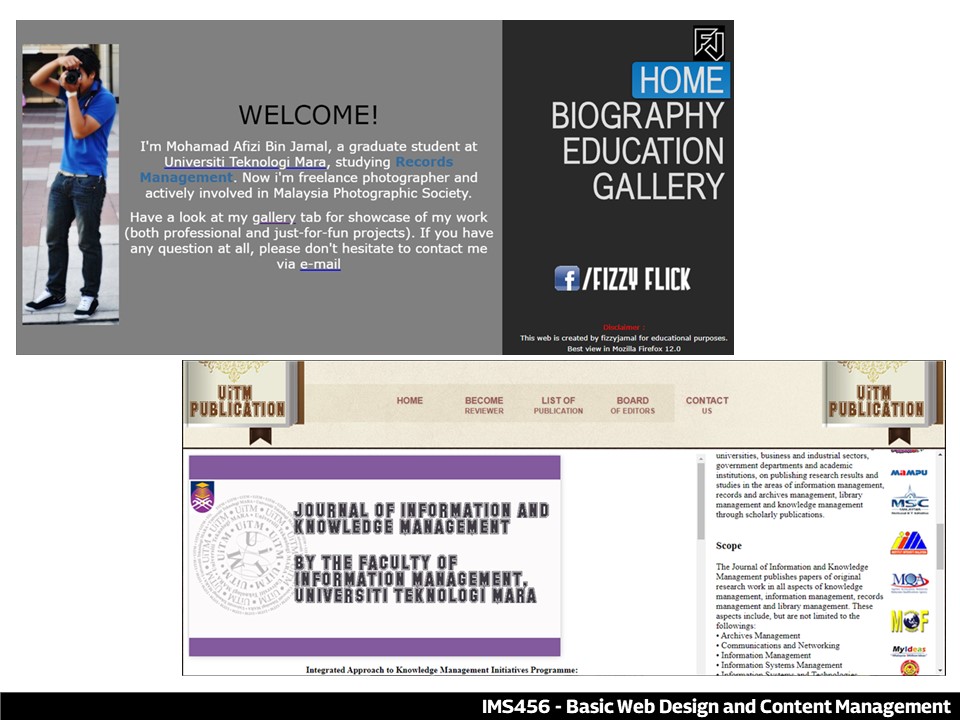 FJ
HOME
BIOGRAPHY
EDUCATION
GALLERY
WELCOME!
I'm Mohamad Afizi Bin Jamal, a graduate student at
Universiti Teknologi Mara, studying Records
Management. Now i'm freelance photographer and
actively involved in Malaysia Photographic Society.
Have a look at my gallery tab for showcase of my work
(both professional and just-for-fun projects). If you have
any question at all, please don't hesitate to contact me
via e-mail
f/FIZZY FLICK
Disclaimer :
This web is created by fizzyjamal for educational purposes.
Best view in Mozilla Firefox 12.0
UiTM
PUBLICATION
HOME
BECOME
REVIEWER
LIST OF
PUBLICATION
BOARD
OF EDITORS
CONTACT
US
UiTM
PUBLICATION
JOURNAL OF INFORMATION AND
KNOWLEDGE MANAGEMENT
BY THE FACULTY OF
INFORMATION MANAGEMENT,
UNIVERSITI TEKNOLOGI MARA
Integrated Approach to Knowledge Management Initiatives Programme:
universities, business and industrial sectors,
government departments and academic
institutions, on publishing research results and
studies in the areas of information management,
records and archives management, library
management and knowledge management
through scholarly publications.
Scope
The Journal of Information and Knowledge
Management publishes papers of original
research work in all aspects of knowledge
management, information management, records
management and library management. These
aspects include, but are not limited to the
followings:
• Archives Management
• Communications and Networking
• Information Management
• Information Systems Management
• Information Systems and Technologies
MAMPU
MSC
MQA
MOF
MyIdeas
IMS456 - Basic Web Design and Content Management